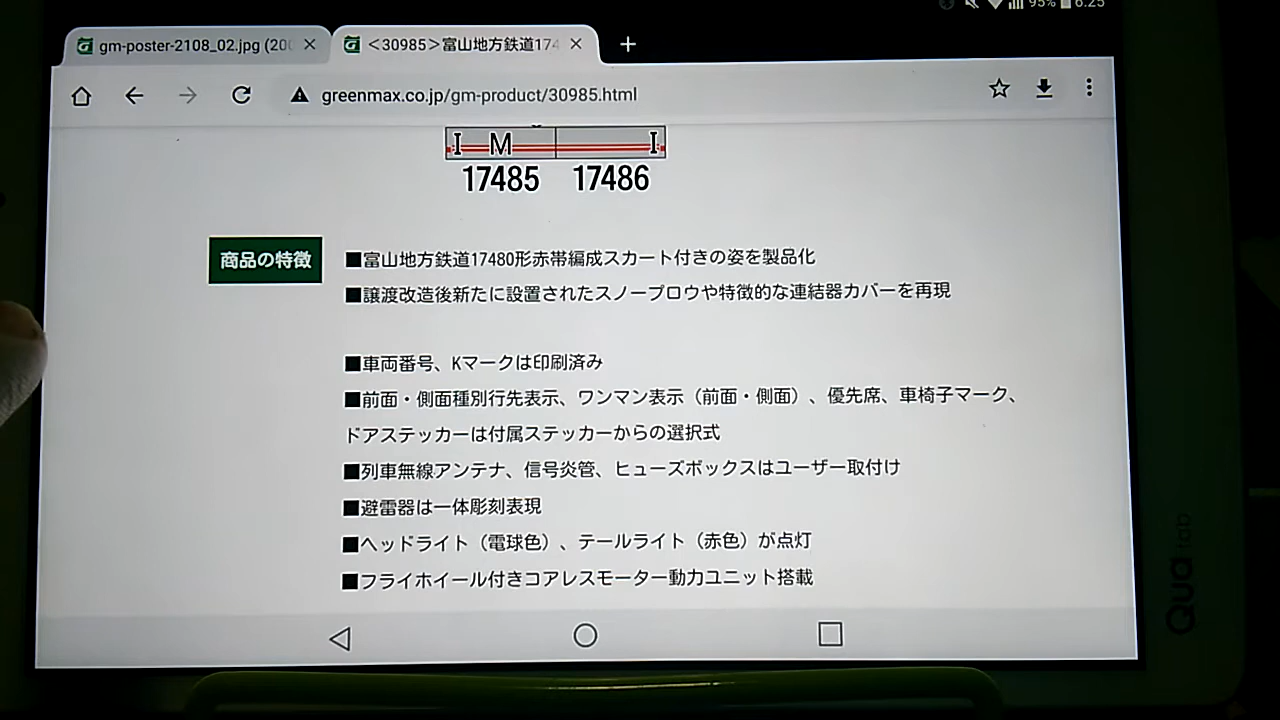 95% 6:25
gm-poster-2108_02.jpg (200
<30985>富山地方鉄道174
greenmax.co.jp/gm-product/30985.html
I M I
17485 17486
商品の特徴
■富山地方鉄道17480形赤帯編成スカート付きの姿を製品化
■譲渡改造後新たに設置されたスノープロウや特徴的な連結器カバーを再現
■車両番号、Kマークは印刷済み
■前面・側面種別行先表示、ワンマン表示（前面・側面）、優先席、車椅子マーク、
ドアステッカーは付属ステッカーからの選択式
■列車無線アンテナ、信号炎管、ヒューズボックスはユーザー取付け
■避雷器は一体彫刻表現
■ヘッドライト（電球色）、テールライト（赤色）が点灯
■フライホイール付きコアレスモーター動力ユニット搭載
Qua tab